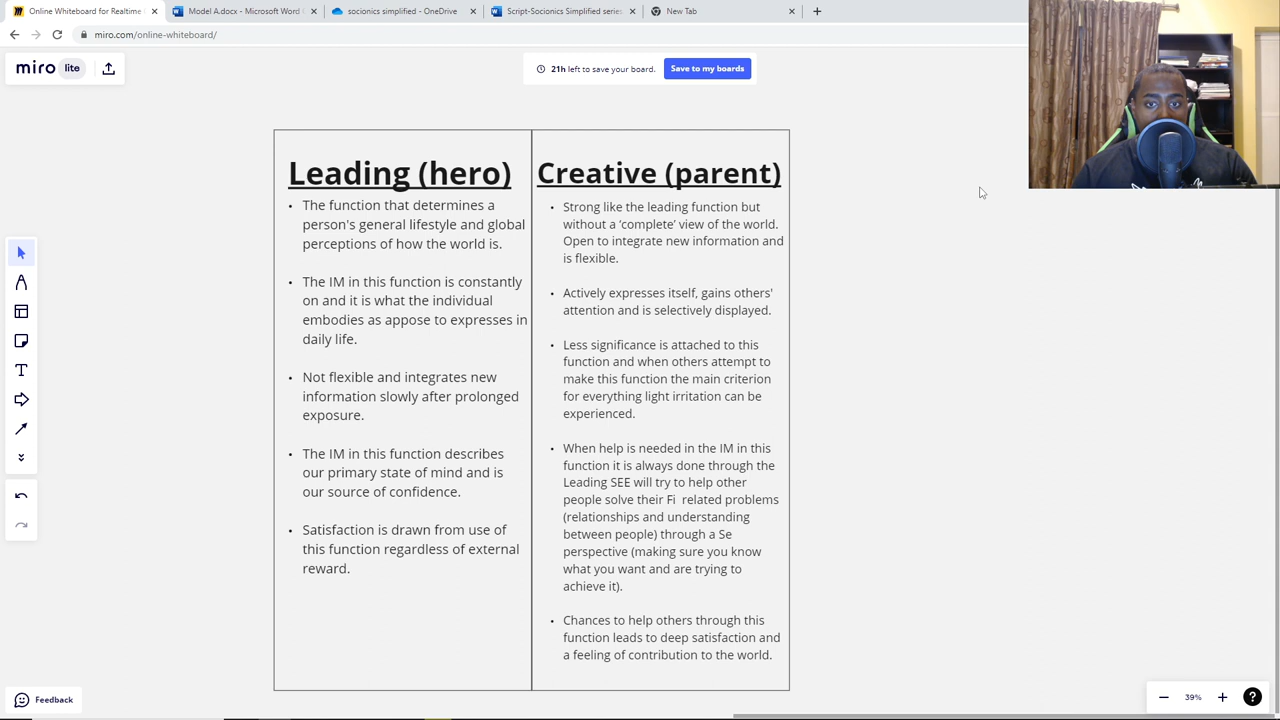 Online Whiteboard for Realtime
Model A.docx - Microsoft Word
socionics simplified - OneDrive
Script-Socionics Simplified serie
New Tab
miro.com/online-whiteboard/
miro lite
21h left to save your board.
Save to my boards
Leading (hero)
• The function that determines a
person's general lifestyle and global
perceptions of how the world is.
• The IM in this function is constantly
on and it is what the individual
embodies as appose to expresses in
daily life.
• Not flexible and integrates new
information slowly after prolonged
exposure.
• The IM in this function describes
our primary state of mind and is
our source of confidence.
• Satisfaction is drawn from use of
this function regardless of external
reward.
Creative (parent)
• Strong like the leading function but
without a ‘complete’ view of the world.
Open to integrate new information and
is flexible.
• Actively expresses itself, gains others'
attention and is selectively displayed.
• Less significance is attached to this
function and when others attempt to
make this function the main criterion
for everything light irritation can be
experienced.
• When help is needed in the IM in this
function it is always done through the
Leading SEE will try to help other
people solve their Fi related problems
(relationships and understanding
between people) through a Se
perspective (making sure you know
what you want and are trying to
achieve it).
• Chances to help others through this
function leads to deep satisfaction and
a feeling of contribution to the world.
Feedback
39%